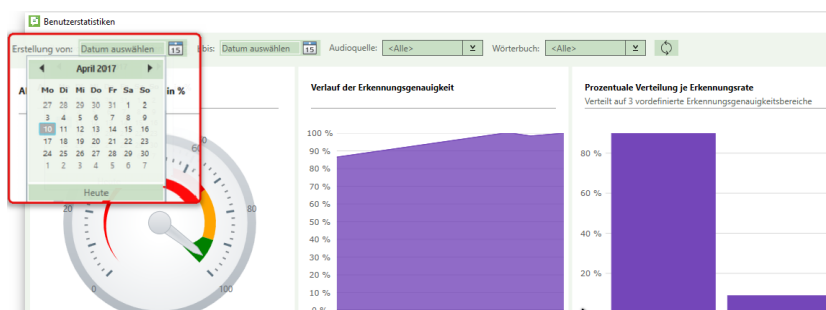 Benutzerstatistiken
Erstellung von: Datum auswählen 15 bis: Datum auswählen 15 Audioquelle: <Alle> Wörterbuch: <Alle>
April 2017
Mo Di Mi Do Fr Sa So
27 28 29 30 31 1 2
3 4 5 6 7 8 9
10 11 12 13 14 15 16
17 18 19 20 21 22 23
24 25 26 27 28 29 30
1 2 3 4 5 6 7
Heute
in %
20
80
0
100
Verlauf der Erkennungsgenauigkeit
100 %
90 %
80 %
70 %
60 %
50 %
40 %
30 %
20 %
10 %
Prozentuale Verteilung je Erkennungsrate
Verteilt auf 3 vordefinierte Erkennungsgenauigkeitsbereiche
80 %
60 %
40 %
20 %